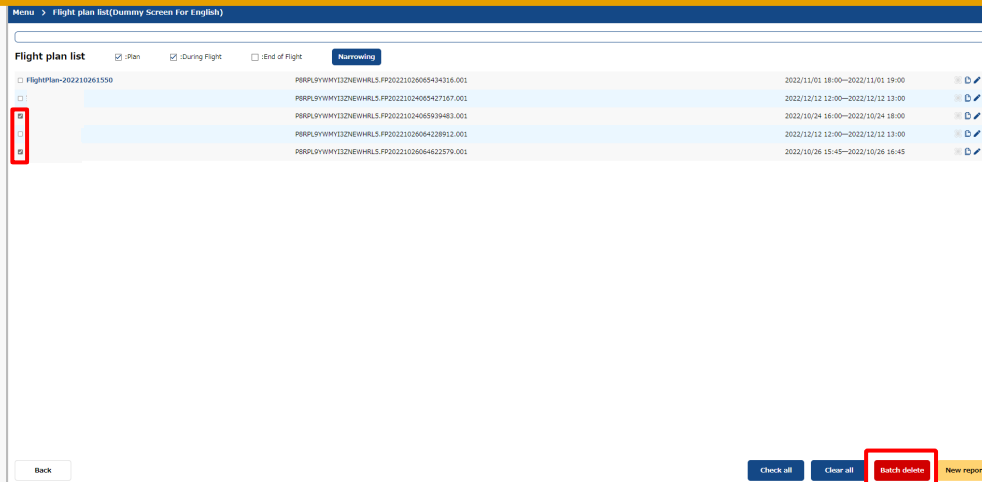 Menu > Flight plan list(Dummy Screen For English)
Flight plan list :Plan :During Flight :End of Flight Narrowing
FlightPlan-202210261550 P8RPL9YWMYI3ZNEWHRL5.FP20221026065434316.001 2022/11/01 18:00―2022/11/01 19:00
P8RPL9YWMYI3ZNEWHRL5.FP20221024065427167.001 2022/12/12 12:00―2022/12/12 13:00
P8RPL9YWMYI3ZNEWHRL5.FP20221024065939483.001 2022/10/24 16:00―2022/10/24 18:00
P8RPL9YWMYI3ZNEWHRL5.FP20221026064228912.001 2022/12/12 12:00―2022/12/12 13:00
P8RPL9YWMYI3ZNEWHRL5.FP20221026064622579.001 2022/10/26 15:45―2022/10/26 16:45
Back Check all Clear all Batch delete New repor